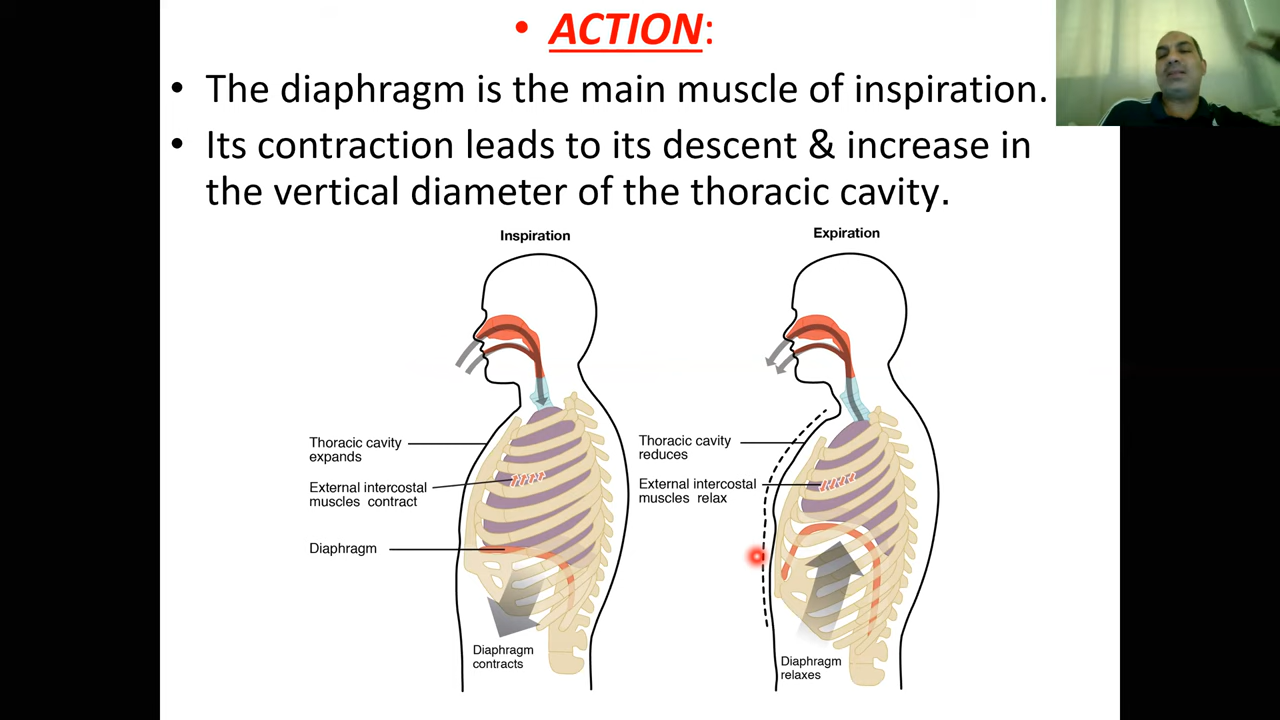 • ACTION:
• The diaphragm is the main muscle of inspiration.
• Its contraction leads to its descent & increase in
the vertical diameter of the thoracic cavity.
Inspiration
Thoracic cavity
expands
External intercostal
muscles contract
Diaphragm
Diaphragm
contracts
Expiration
Thoracic cavity
reduces
External intercostal
muscles relax
Diaphragm
relaxes